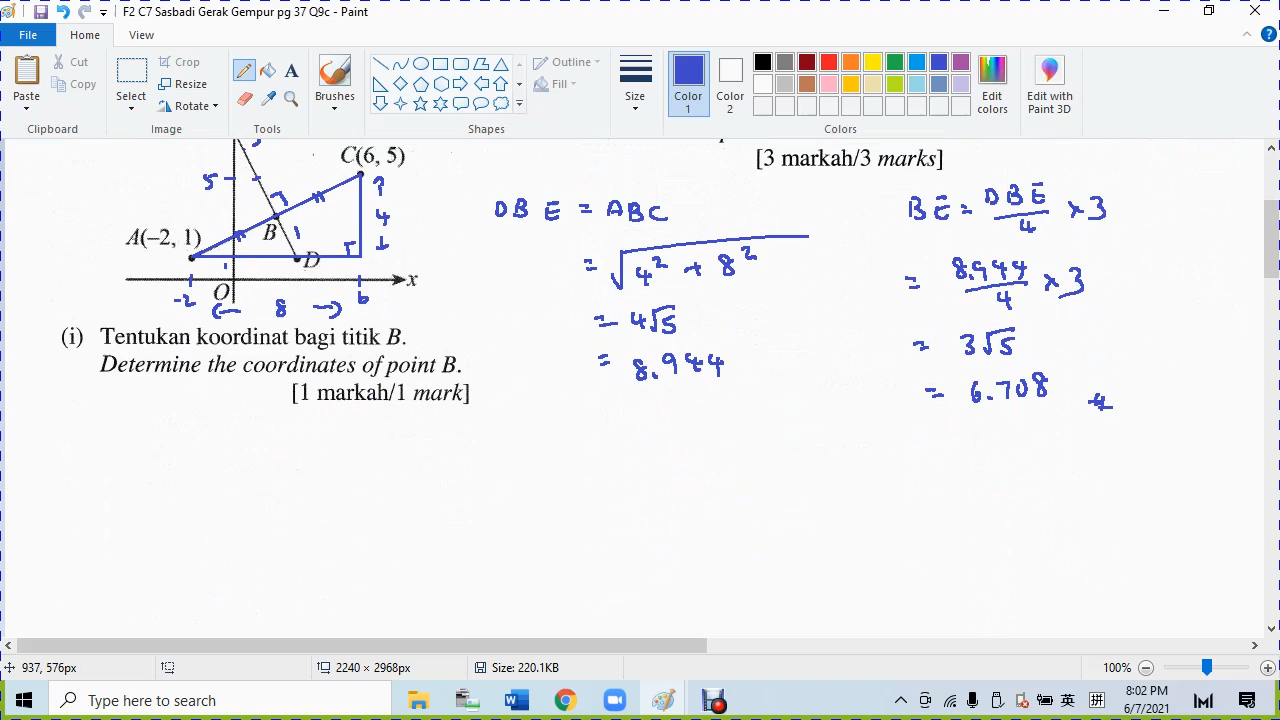 F2 C7 Sasbadi Gerak Gempur pg 37 Q9c - Paint
File Home View
Paste
Cut
Copy
Clipboard
Select
Crop
Resize
Rotate
Image
A
Tools
Brushes
Shapes
Outline
Fill
Size
Color 1
Color 2
Edit colors
Edit with Paint 3D
Colors
[3 markah/3 marks]
C(6, 5)
5
4
A(–2, 1)
B
D
-2
O
8
6
x
(i) Tentukan koordinat bagi titik B.
Determine the coordinates of point B.
[1 markah/1 mark]
DBE = ABC
= √4² + 8²
= 4√5
= 8.944
BE = DBE/4 × 3
= 8.944/4 × 3
= 3√5
= 6.708
937, 576px
2240 × 2968px
Size: 220.1KB
100%
Type here to search
英
拼
8:02 PM
6/7/2021